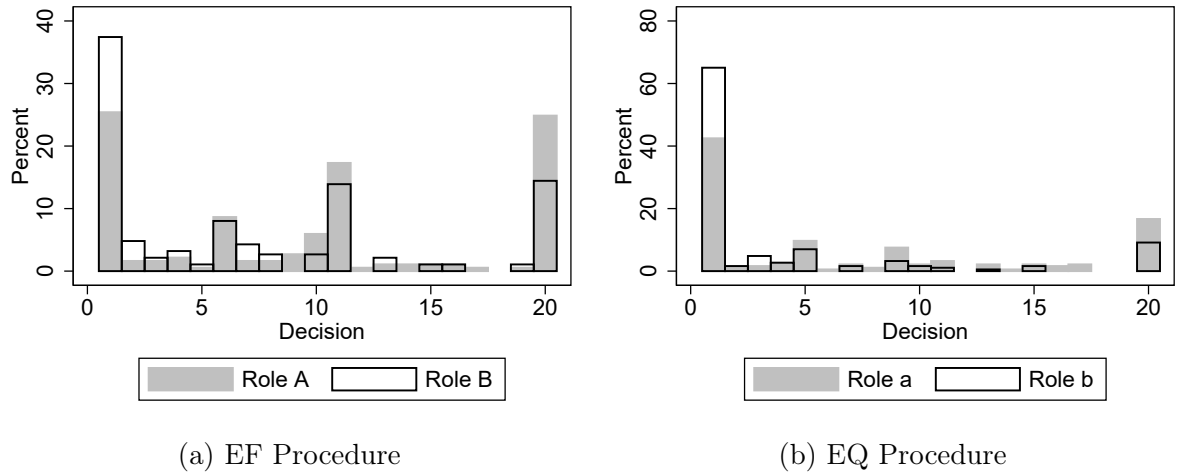 40
30
20
10
0
Percent
0 5 10 15 20
Decision
Role A Role B
(a) EF Procedure
80
60
40
20
0
Percent
0 5 10 15 20
Decision
Role a Role b
(b) EQ Procedure